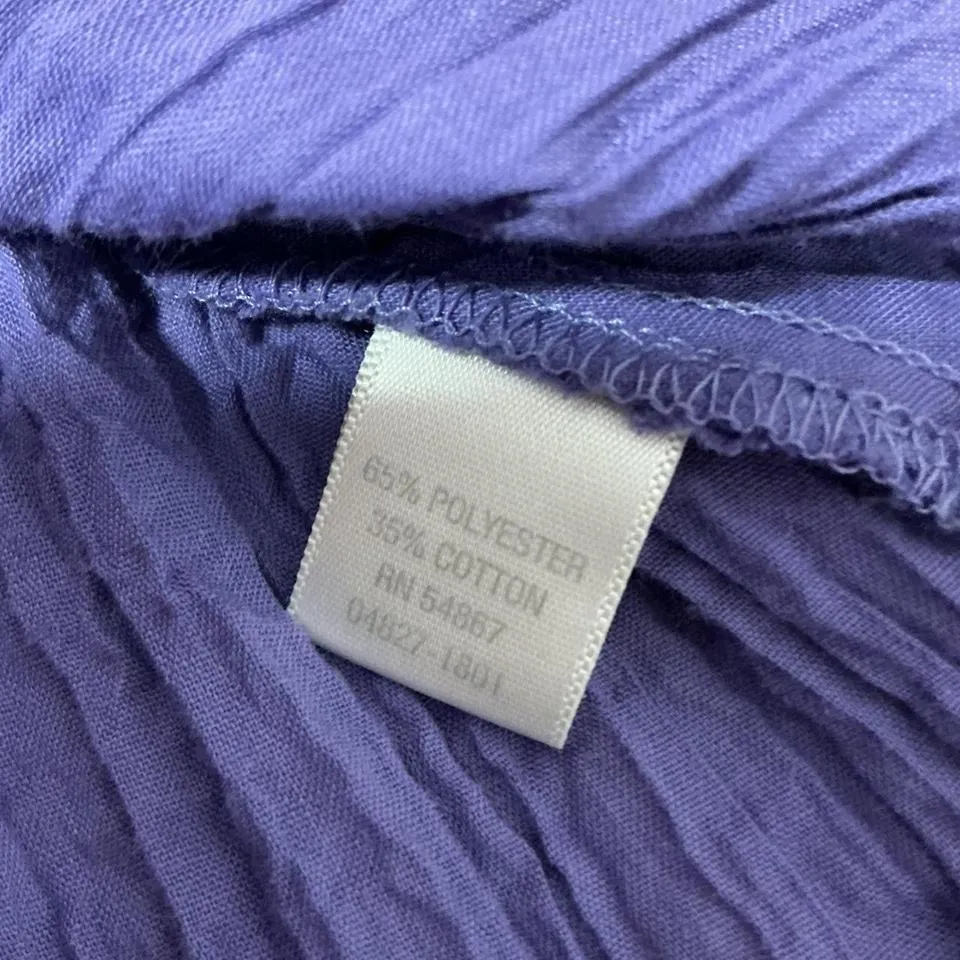 65% POLYESTER
35% COTTON
RN 54867
04827-1801